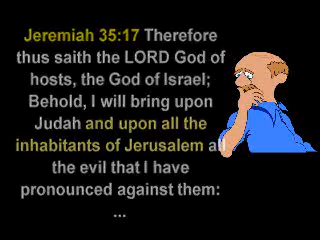 Jeremiah 35:17 Therefore
thus saith the LORD God of
hosts, the God of Israel;
Behold, I will bring upon
Judah and upon all the
inhabitants of Jerusalem all
the evil that I have
pronounced against them:
...